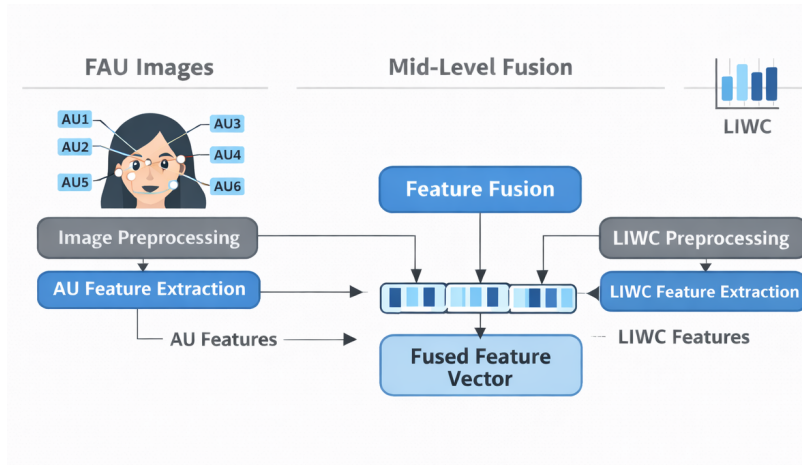 FAU Images
Mid-Level Fusion
LIWC
AU1
AU2
AU5
AU3
AU4
AU6
Feature Fusion
Image Preprocessing
LIWC Preprocessing
AU Feature Extraction
LIWC Feature Extraction
AU Features
LIWC Features
Fused Feature
Vector